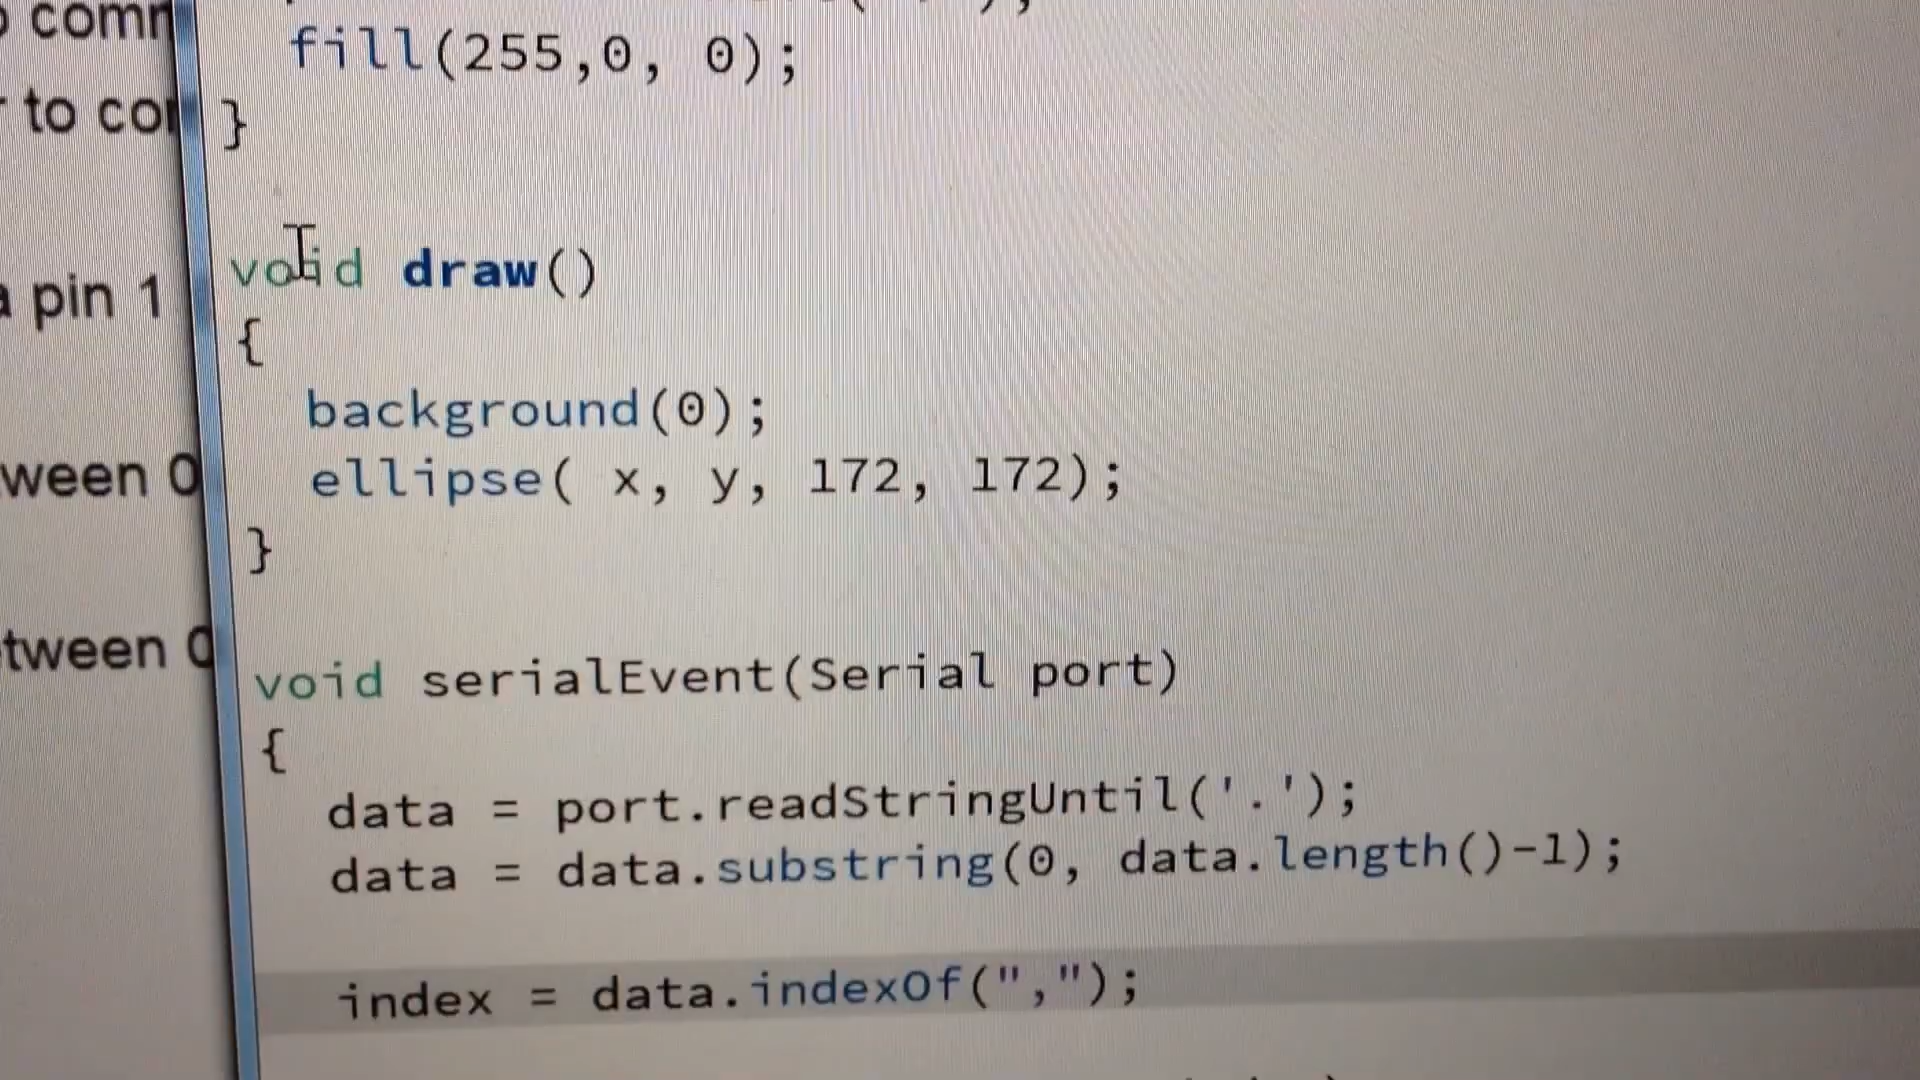 comm
fill(255,0, 0);
to con
}
void draw()
pin 1
{
background(0);
ellipse( x, y, 172, 172);
ween 0
}
tween 0
void serialEvent(Serial port)
{
data = port.readStringUntil('.');
data = data.substring(0, data.length()-1);
index = data.indexOf(",");